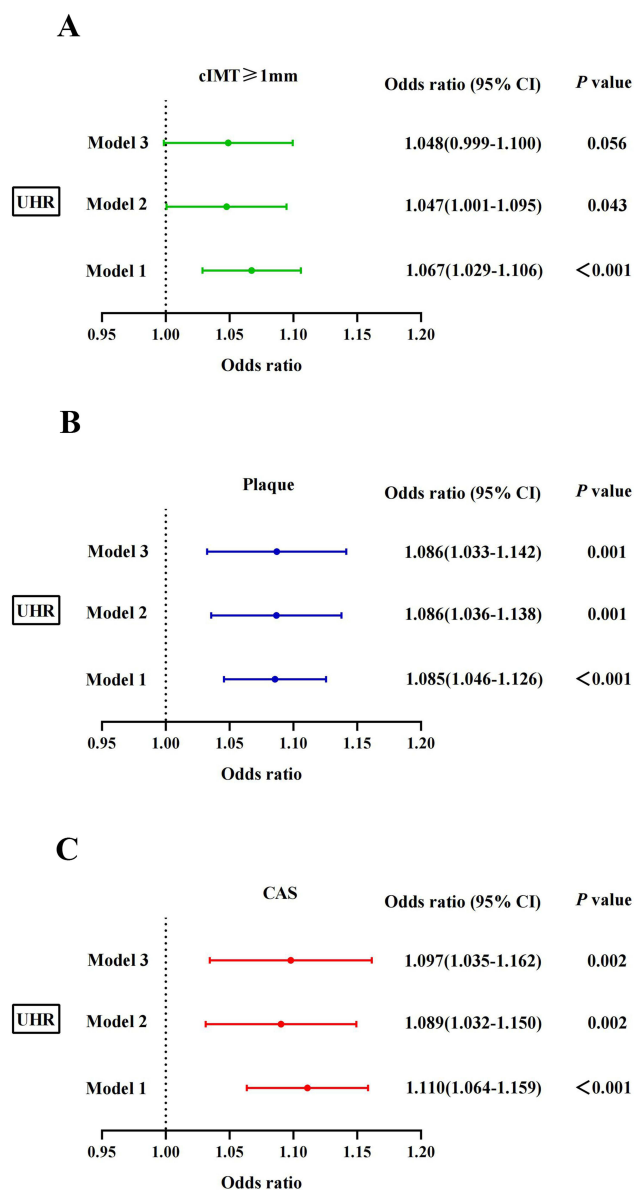 A
cIMT⩾1mm Odds ratio (95% CI) P value
Model 3 1.048(0.999-1.100) 0.056
UHR Model 2 1.047(1.001-1.095) 0.043
Model 1 1.067(1.029-1.106) <0.001
0.95 1.00 1.05 1.10 1.15 1.20
Odds ratio
B
Plaque Odds ratio (95% CI) P value
Model 3 1.086(1.033-1.142) 0.001
UHR Model 2 1.086(1.036-1.138) 0.001
Model 1 1.085(1.046-1.126) <0.001
0.95 1.00 1.05 1.10 1.15 1.20
Odds ratio
C
CAS Odds ratio (95% CI) P value
Model 3 1.097(1.035-1.162) 0.002
UHR Model 2 1.089(1.032-1.150) 0.002
Model 1 1.110(1.064-1.159) <0.001
0.95 1.00 1.05 1.10 1.15 1.20
Odds ratio